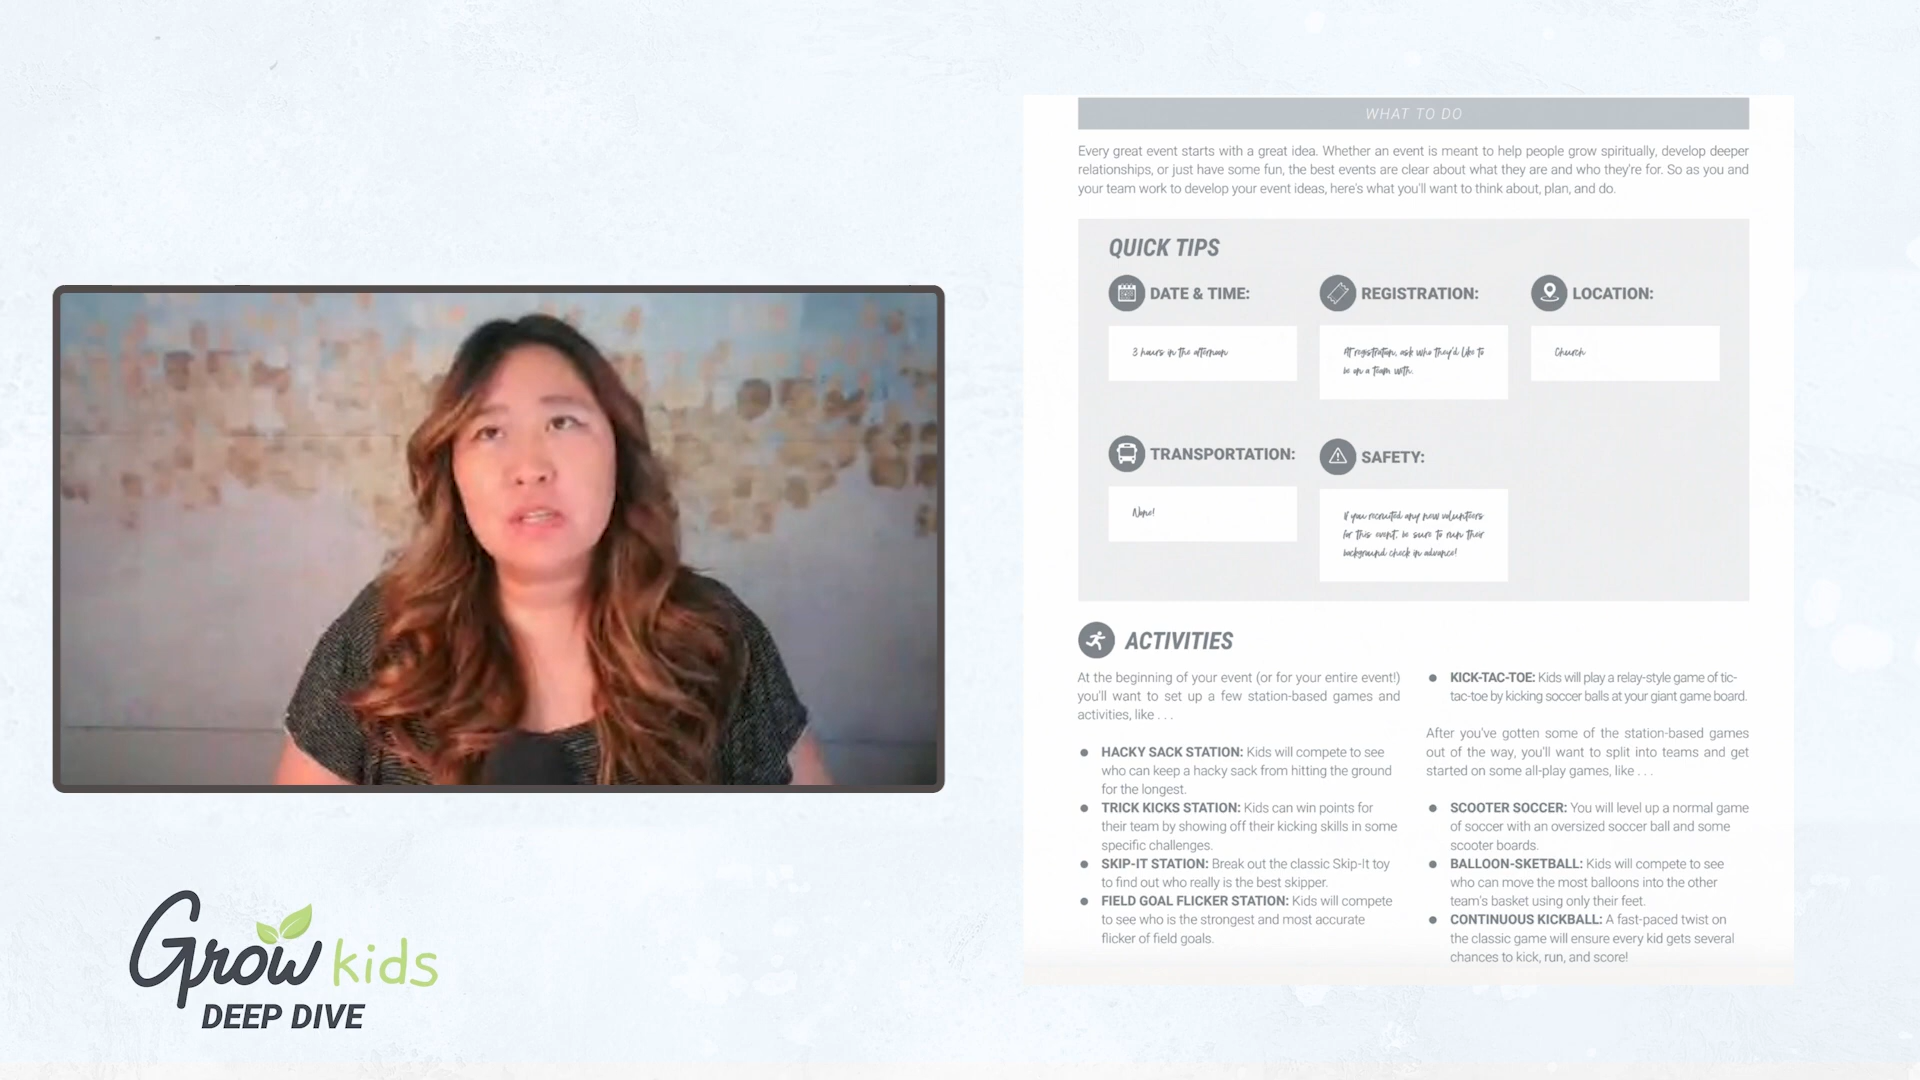 WHAT TO DO
Every great event starts with a great idea. Whether an event is meant to help people grow spiritually, develop deeper
relationships, or just have some fun, the best events are clear about what they are and who they're for. So as you and
your team work to develop your event ideas, here's what you'll want to think about, plan, and do.
QUICK TIPS
DATE & TIME:
3 hours in the afternoon
REGISTRATION:
At registration, ask who they'd like to
be on a team with.
LOCATION:
Church
TRANSPORTATION:
None!
SAFETY:
If you recruited any new volunteers
for this event, be sure to run their
background check in advance!
ACTIVITIES
At the beginning of your event (or for your entire event!)
you'll want to set up a few station-based games and
activities, like . . .
HACKY SACK STATION: Kids will compete to see
who can keep a hacky sack from hitting the ground
for the longest.
TRICK KICKS STATION: Kids can win points for
their team by showing off their kicking skills in some
specific challenges.
SKIP-IT STATION: Break out the classic Skip-It toy
to find out who really is the best skipper.
FIELD GOAL FLICKER STATION: Kids will compete
to see who is the strongest and most accurate
flicker of field goals.
KICK-TAC-TOE: Kids will play a relay-style game of tic-
tac-toe by kicking soccer balls at your giant game board.
After you've gotten some of the station-based games
out of the way, you'll want to split into teams and get
started on some all-play games, like . . .
SCOOTER SOCCER: You will level up a normal game
of soccer with an oversized soccer ball and some
scooter boards.
BALLOON-SKETBALL: Kids will compete to see
who can move the most balloons into the other
team's basket using only their feet.
CONTINUOUS KICKBALL: A fast-paced twist on
the classic game will ensure every kid gets several
chances to kick, run, and score!
Grow kids
DEEP DIVE